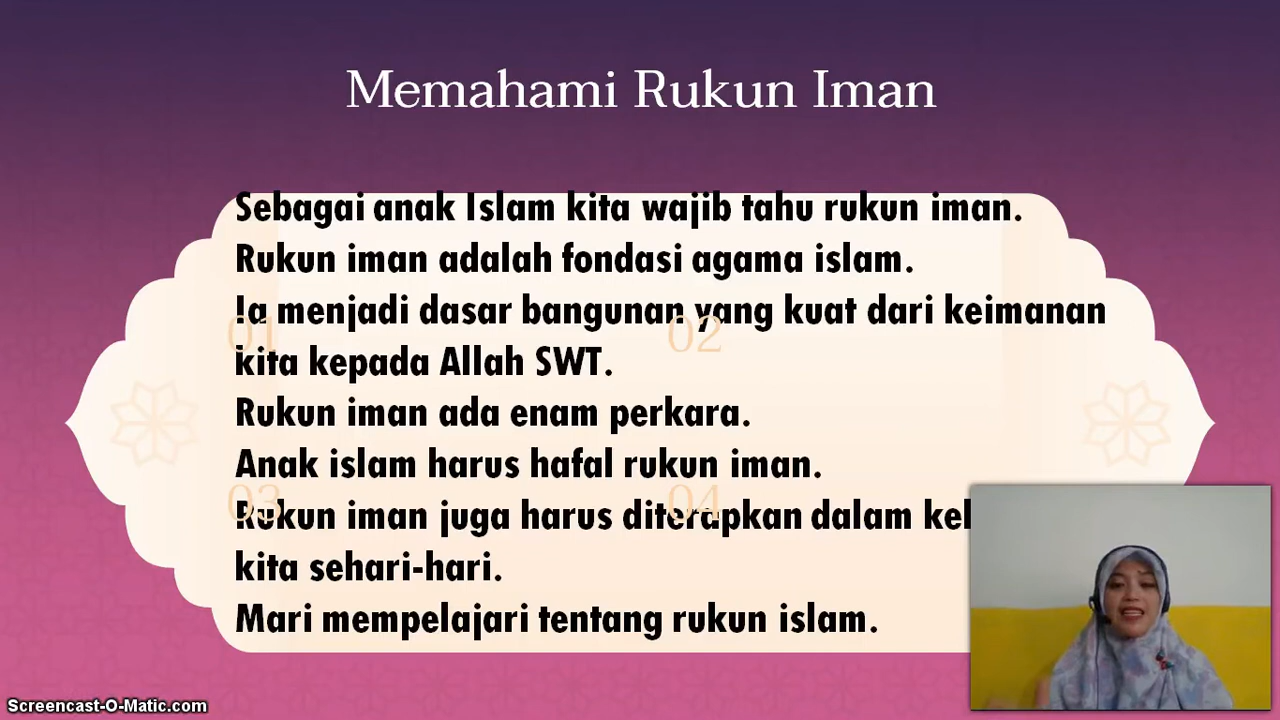 Memahami Rukun Iman
Sebagai anak Islam kita wajib tahu rukun iman.
Rukun iman adalah fondasi agama islam.
Ia menjadi dasar bangunan yang kuat dari keimanan
01
02
kita kepada Allah SWT.
Rukun iman ada enam perkara.
Anak islam harus hafal rukun iman.
03
04
Rukun iman juga harus diterapkan dalam
kita sehari-hari.
Mari mempelajari tentang rukun islam.
Screencast-O-Matic.com